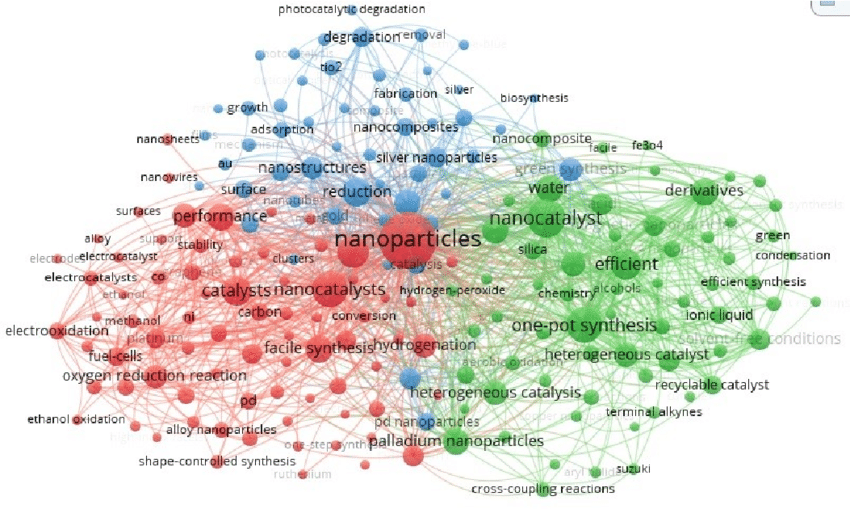 photocatalytic degradation
degradation
removal
tio2
fabrication
silver
biosynthesis
growth
composite
nanosheets
films
adsorption
nanocomposites
nanocomposite
mechanism
facile
fe3o4
au
nanostructures
silver nanoparticles
green synthesis
nanowires
surface
reduction
water
derivatives
nanotubes
surfaces
performance
gold
nanocatalyst
alloy
support
stability
nanoparticles
silica
green
electrodes
electrocatalyst
clusters
catalysis
efficient
condensation
electrocatalysts
co
catalysts
nanocatalysts
hydrogen-peroxide
chemistry
alcohols
efficient synthesis
ethanol
methanol
ni
carbon
conversion
one-pot synthesis
ionic liquid
electrooxidation
platinum
solvent-free conditions
fuel-cells
facile synthesis
hydrogenation
heterogeneous catalyst
aerobic oxidation
oxygen reduction reaction
recyclable catalyst
pd
heterogeneous catalysis
ethanol oxidation
alloy nanoparticles
pd nanoparticles
terminal alkynes
one-step synthesis
palladium nanoparticles
shape-controlled synthesis
ruthenium
aryl halides
suzuki
cross-coupling reactions